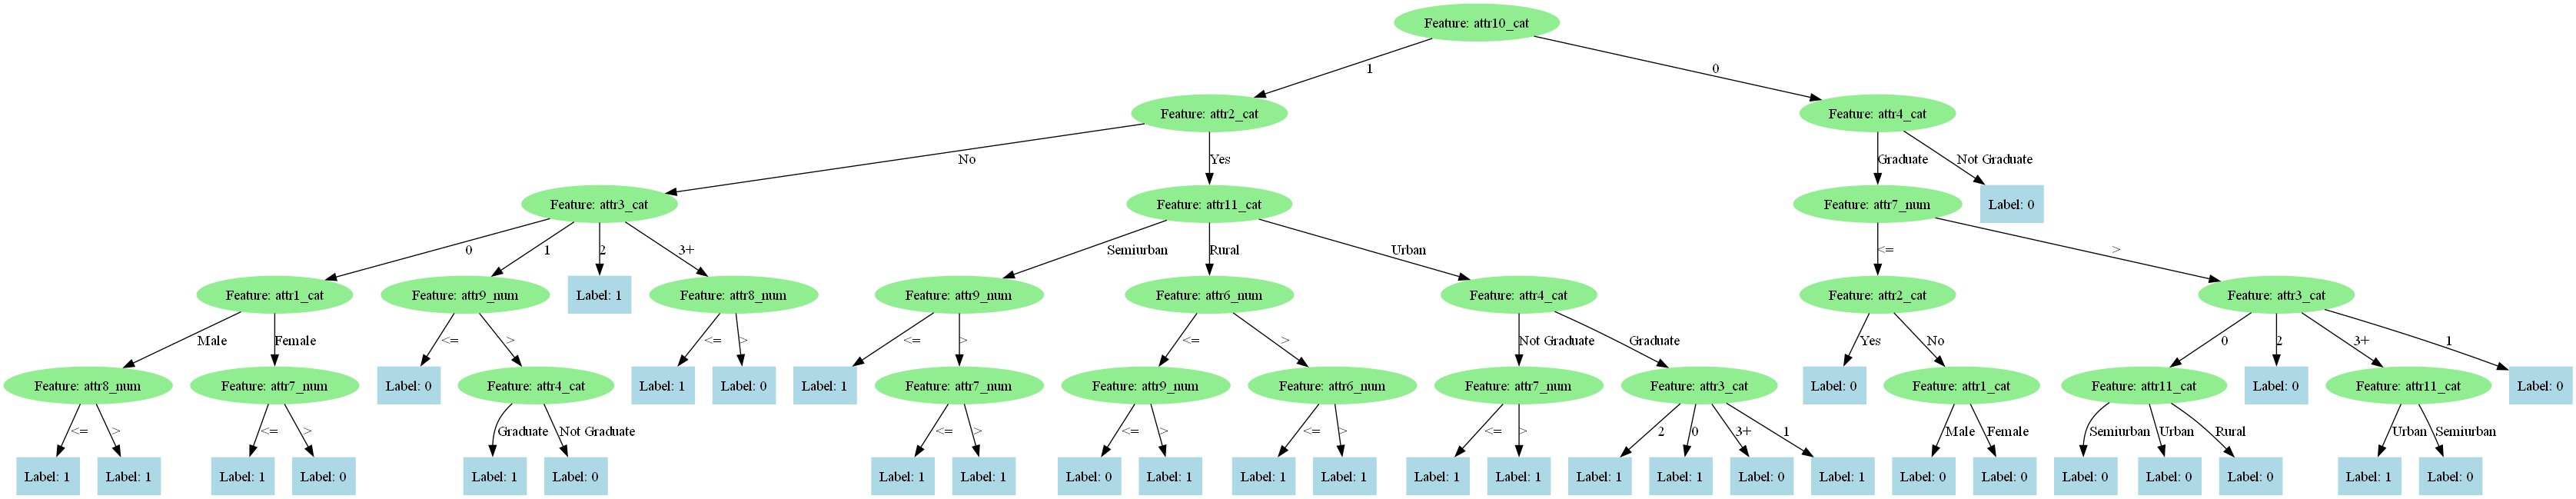 Feature: attr10_cat
1
0
Feature: attr2_cat
Feature: attr4_cat
No
Yes
Graduate
Not Graduate
Feature: attr3_cat
Feature: attr11_cat
Feature: attr7_num
Label: 0
0
1
2
3+
Semiurban
Rural
Urban
<=
>
Feature: attr1_cat
Feature: attr9_num
Label: 1
Feature: attr8_num
Feature: attr9_num
Feature: attr6_num
Feature: attr4_cat
Feature: attr2_cat
Feature: attr3_cat
Male
Female
<=
>
<=
>
<=
>
<=
>
Not Graduate
Graduate
Yes
No
0
2
3+
1
Feature: attr8_num
Feature: attr7_num
Label: 0
Feature: attr4_cat
Label: 1
Label: 0
Label: 1
Feature: attr7_num
Feature: attr9_num
Feature: attr6_num
Feature: attr7_num
Feature: attr3_cat
Label: 0
Feature: attr1_cat
Feature: attr11_cat
Label: 0
Feature: attr11_cat
Label: 0
<=
>
<=
>
Graduate
Not Graduate
<=
>
<=
>
<=
>
<=
>
2
0
3+
1
Male
Female
Semiurban
Urban
Rural
Urban
Semiurban
Label: 1
Label: 1
Label: 1
Label: 0
Label: 1
Label: 0
Label: 1
Label: 1
Label: 0
Label: 1
Label: 1
Label: 1
Label: 1
Label: 1
Label: 1
Label: 1
Label: 0
Label: 1
Label: 0
Label: 0
Label: 0
Label: 0
Label: 0
Label: 1
Label: 0